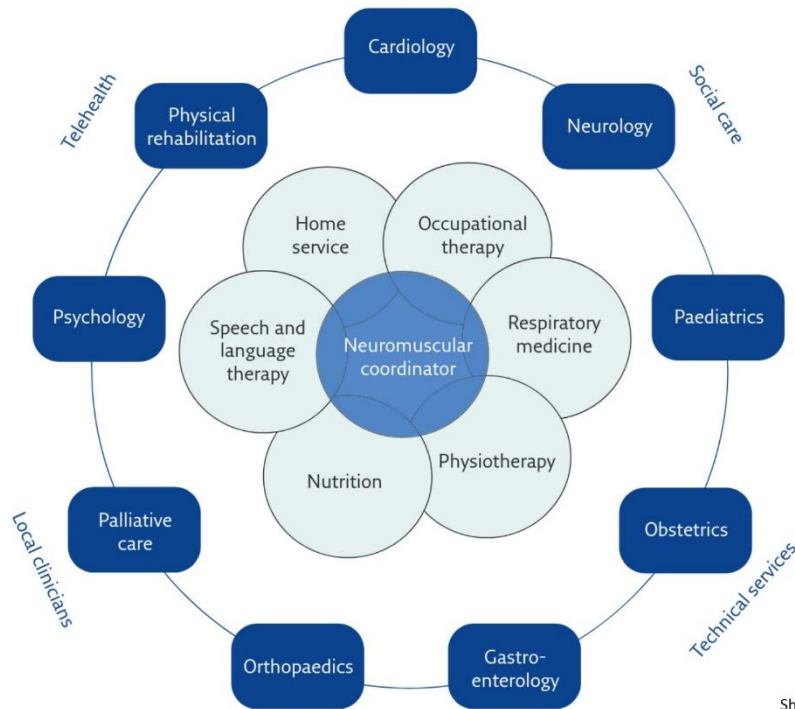 Cardiology
Telehealth
Social care
Physical
rehabilitation
Neurology
Home
service
Occupational
therapy
Psychology
Speech and
language
therapy
Neuromuscular
coordinator
Respiratory
medicine
Paediatrics
Nutrition
Physiotherapy
Palliative
care
Obstetrics
Local clinicians
Technical services
Orthopaedics
Gastro-
enterology
Sh